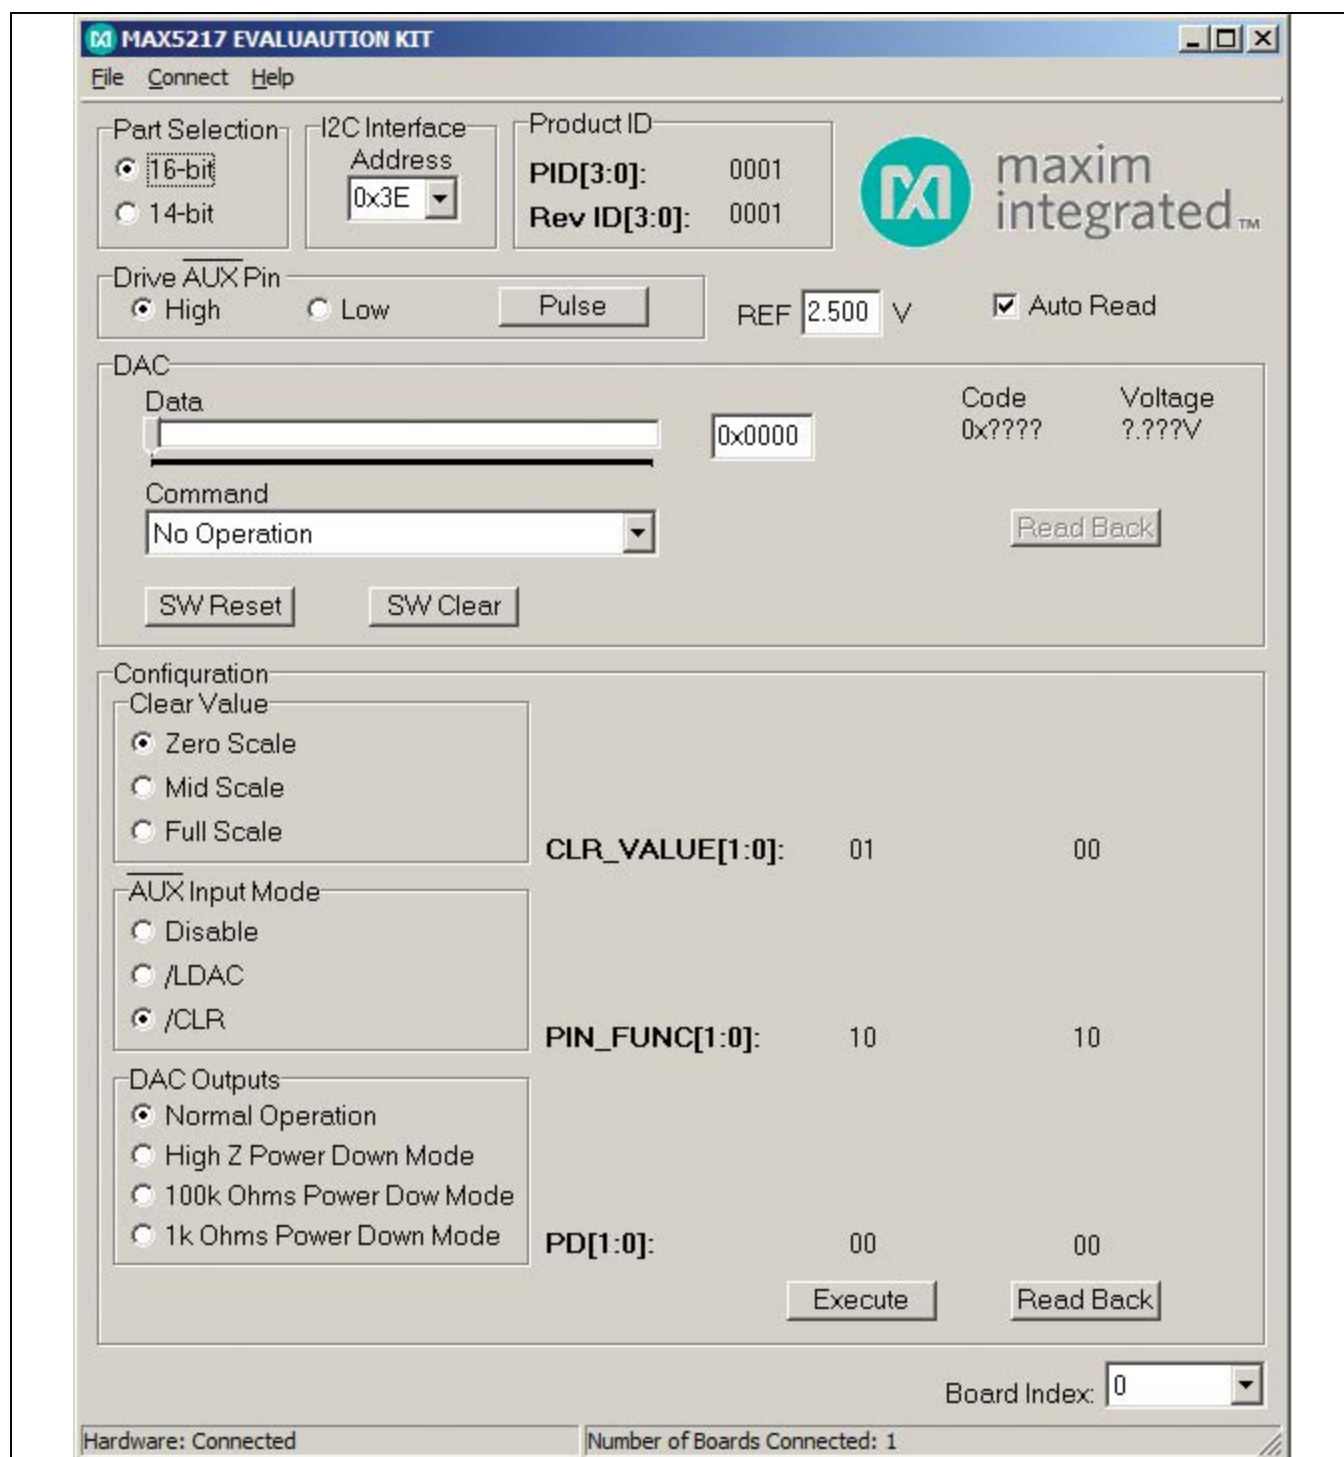 MAX5217 EVALUAUTION KIT
File Connect Help
Part Selection
16-bit
14-bit
I2C Interface
Address
0x3E
Product ID
PID[3:0]: 0001
Rev ID[3:0]: 0001
maxim
integrated™
Drive AUX Pin
High Low Pulse
REF 2.500 V
Auto Read
DAC
Data
0x0000
Code Voltage
0x???? ?.???V
Command
No Operation
Read Back
SW Reset SW Clear
Configuration
Clear Value
Zero Scale
Mid Scale
Full Scale
CLR_VALUE[1:0]: 01 00
AUX Input Mode
Disable
/LDAC
/CLR
PIN_FUNC[1:0]: 10 10
DAC Outputs
Normal Operation
High Z Power Down Mode
100k Ohms Power Dow Mode
1k Ohms Power Down Mode
PD[1:0]: 00 00
Execute Read Back
Board Index: 0
Hardware: Connected Number of Boards Connected: 1